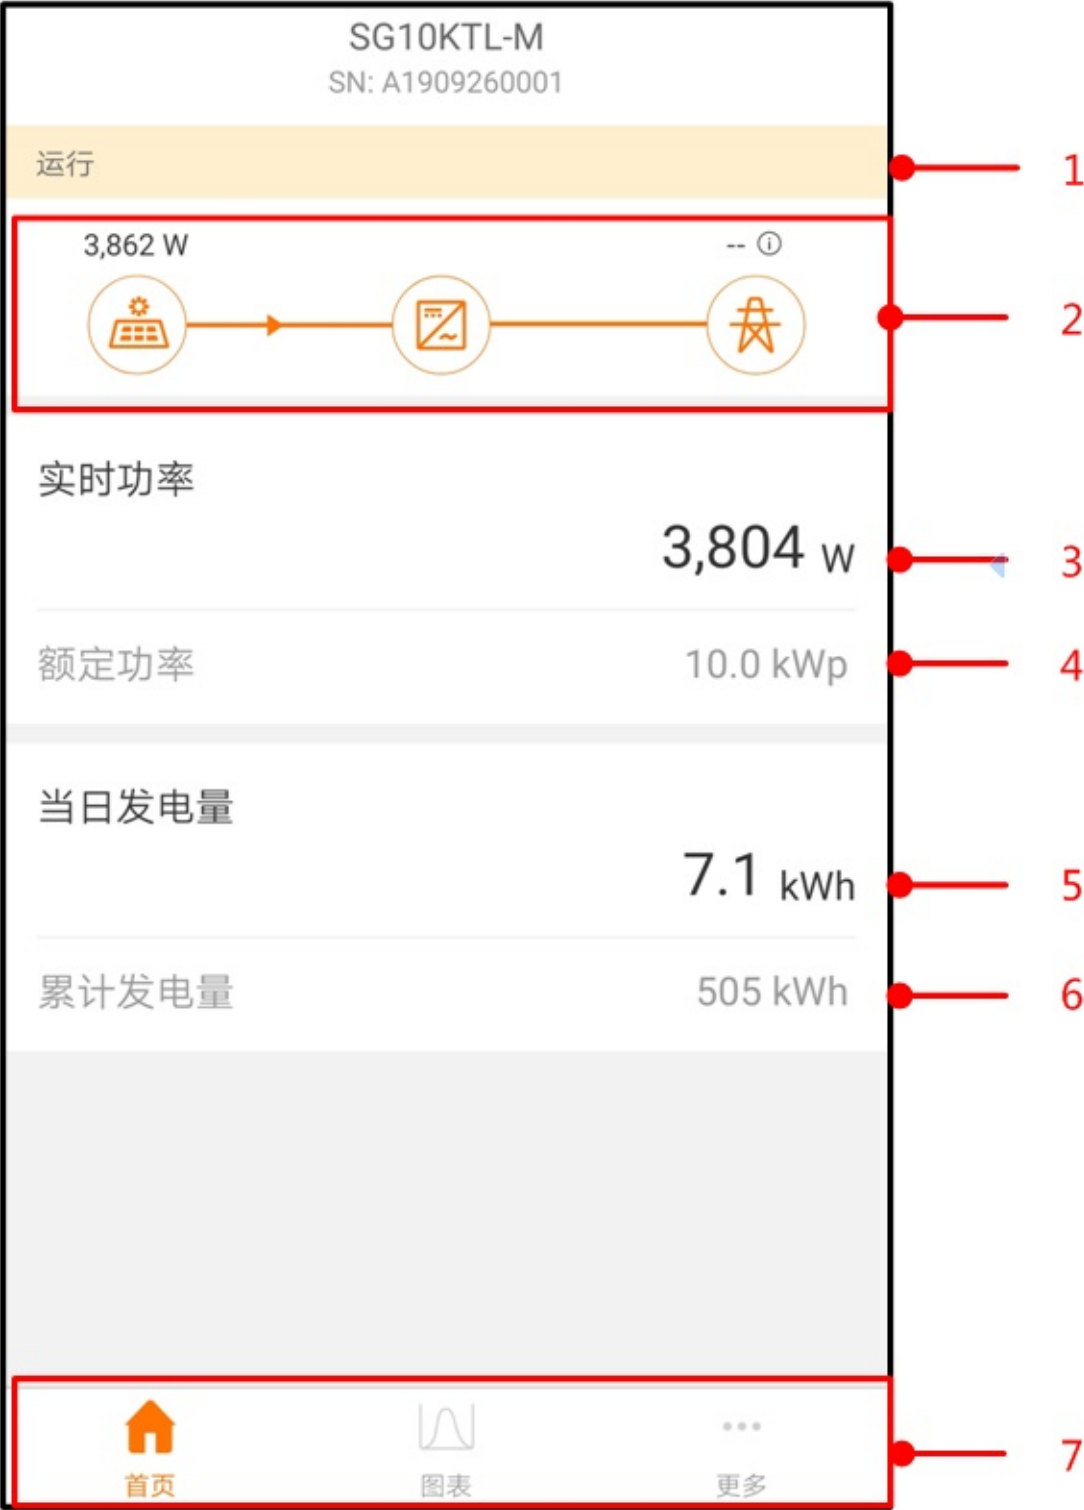 SG10KTL-M
SN: A1909260001
运行
1
3,862 W
--
2
实时功率
3,804 W
3
额定功率
10.0 kWp
4
当日发电量
7.1 kWh
5
累计发电量
505 kWh
6
首页
图表
更多
7